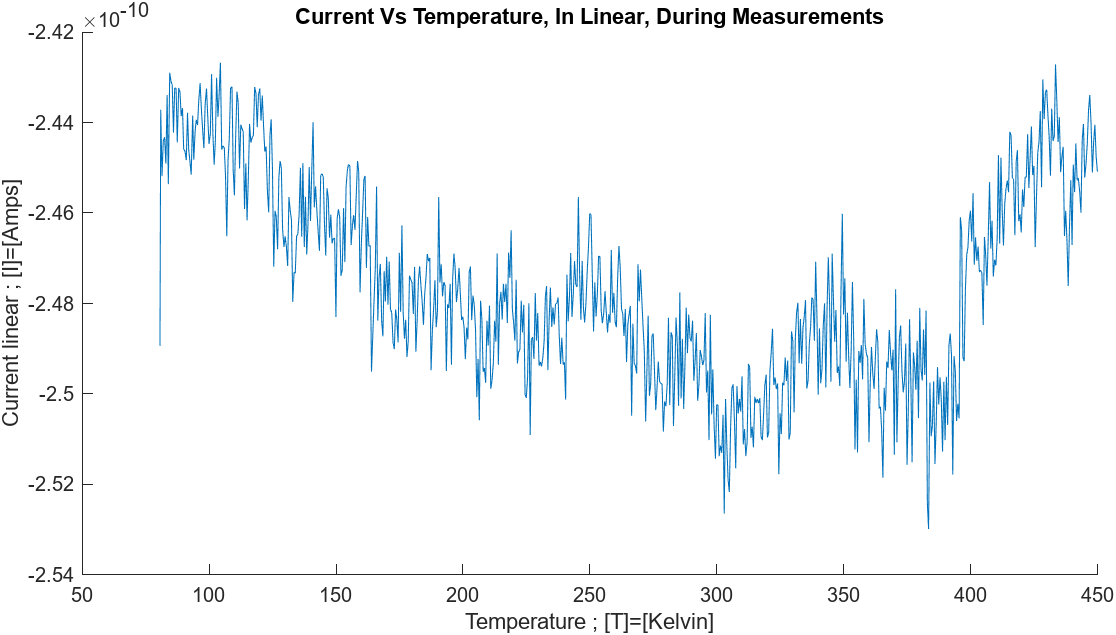 Current Vs Temperature, In Linear, During Measurements
×10⁻¹⁰
-2.42
-2.44
-2.46
-2.48
-2.5
-2.52
-2.54
Current linear ; [I]=[Amps]
50 100 150 200 250 300 350 400 450
Temperature ; [T]=[Kelvin]